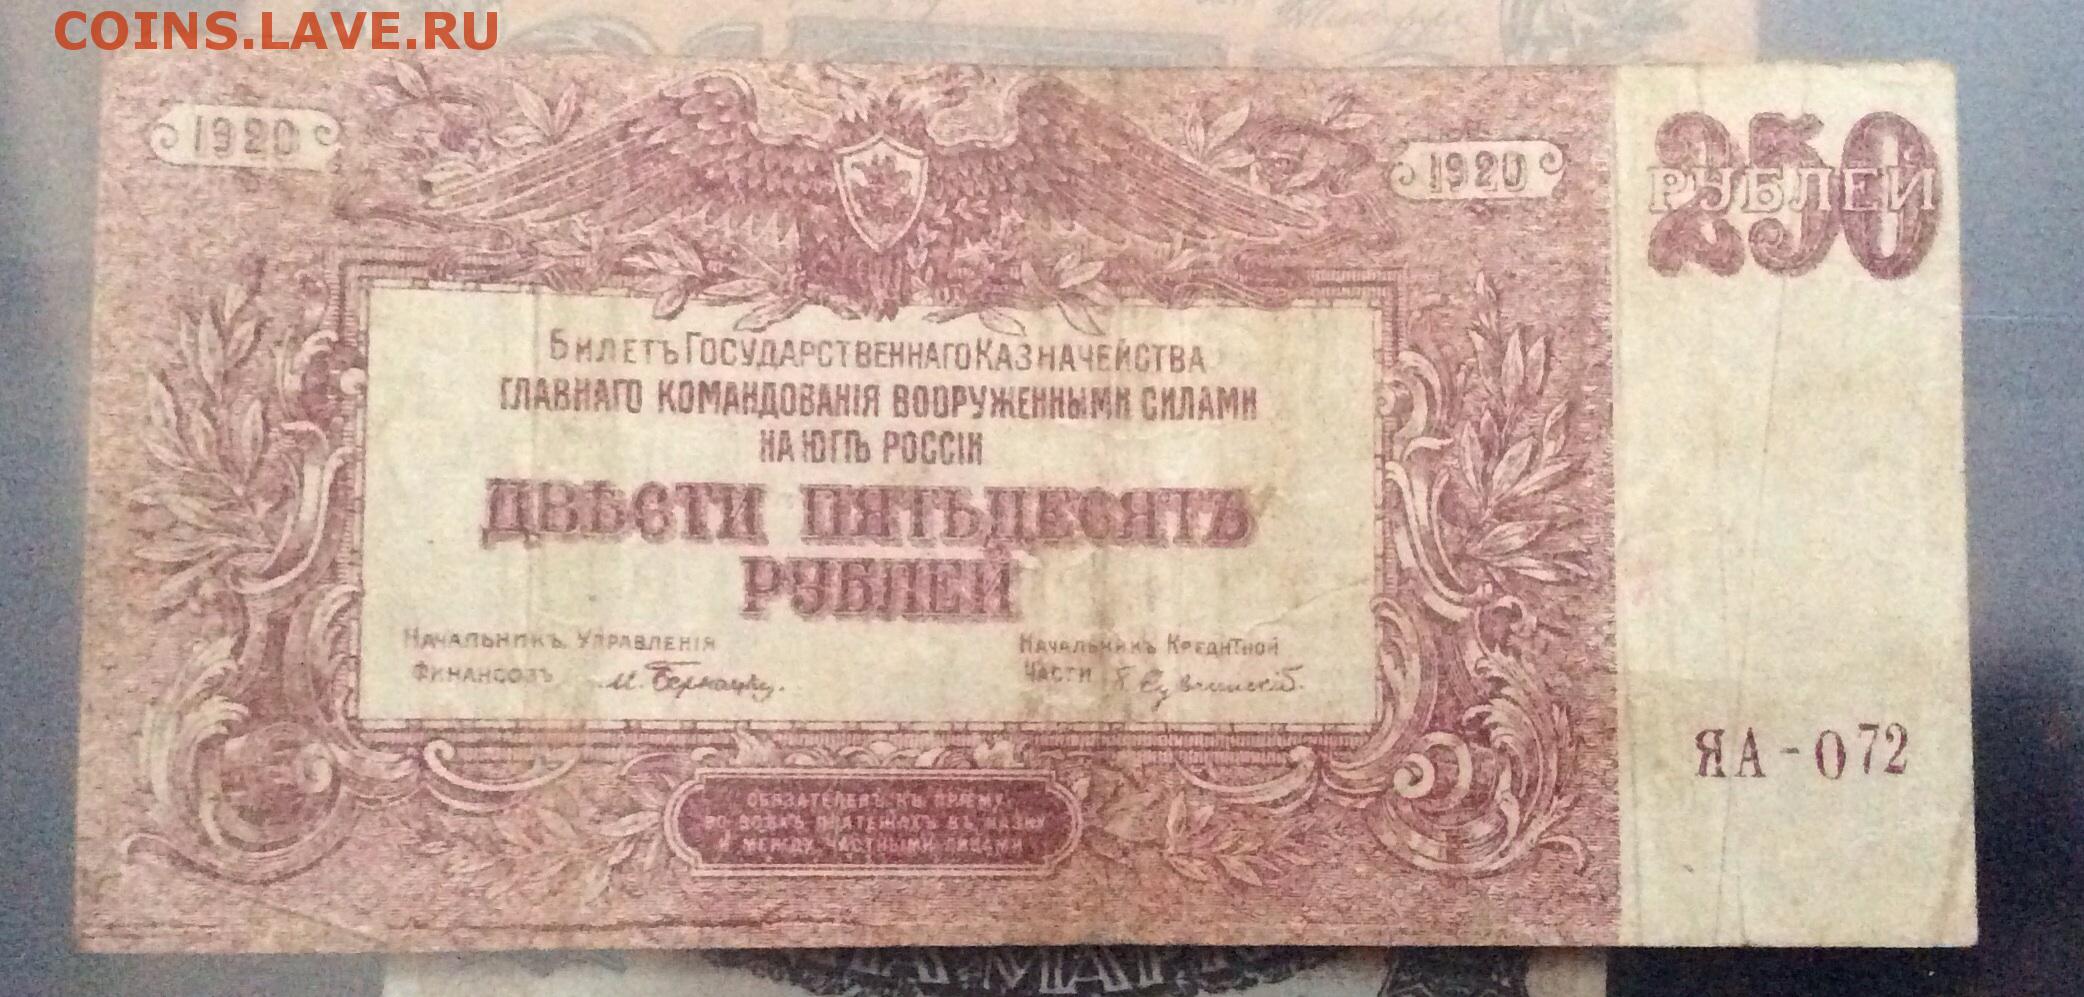 COINS.LAVE.RU
1920
1920
250
РУБЛЕЙ
БИЛЕТЪ ГОСУДАРСТВЕННАГО КАЗНАЧЕЙСТВА
ГЛАВНАГО КОМАНДОВАНІЯ ВООРУЖЕННЫМИ СИЛАМИ
НА ЮГѢ РОССІИ
ДВѢСТИ ПЯТЬДЕСЯТЪ
РУБЛЕЙ
НАЧАЛЬНИКЪ УПРАВЛЕНІЯ
ФИНАНСОВЪ
НАЧАЛЬНИКЪ КРЕДИТНОЙ
ЧАСТИ
ЯА-072
ОБЯЗАТЕЛЕНЪ КЪ ПРІЕМУ
ВО ВСѢХЪ ПЛАТЕЖАХЪ ВЪ КАЗНУ
И МЕЖДУ ЧАСТНЫМИ ЛИЦАМИ